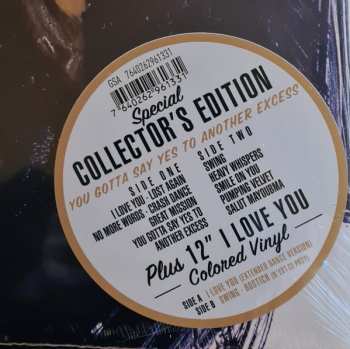 GSA 7640262961331
7 640262 961331
Special
COLLECTOR'S EDITION
YOU GOTTA SAY YES TO ANOTHER EXCESS
SIDE ONE
I LOVE YOU - LOST AGAIN
NO MORE WORDS - CRASH DANCE
GREAT MISSION
YOU GOTTA SAY YES TO
ANOTHER EXCESS
SIDE TWO
SWING
HEAVY WHISPERS
SMILE ON YOU
PUMPING VELVET
SALUT MAYOUMBA
Plus 12" I LOVE YOU
Colored Vinyl
SIDE A I LOVE YOU (EXTENDED DANCE VERSION)
SIDE B SWING - BOSTICH